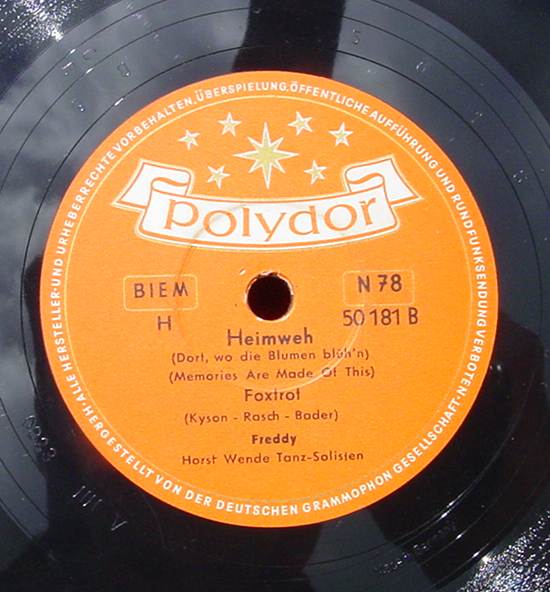 ALLE HERSTELLER- UND URHEBERRECHTE VORBEHALTEN. ÜBERSPIELUNG, ÖFFENTLICHE AUFFÜHRUNG UND RUNDFUNKSENDUNG VERBOTEN.
polydor
BIEM
N 78
H
50 181 B
Heimweh
(Dort, wo die Blumen blüh'n)
(Memories Are Made Of This)
Foxtrot
(Kyson - Rasch - Bader)
Freddy
Horst Wende Tanz-Solisten
HERGESTELLT VON DER DEUTSCHEN GRAMMOPHON GESELLSCHAFT